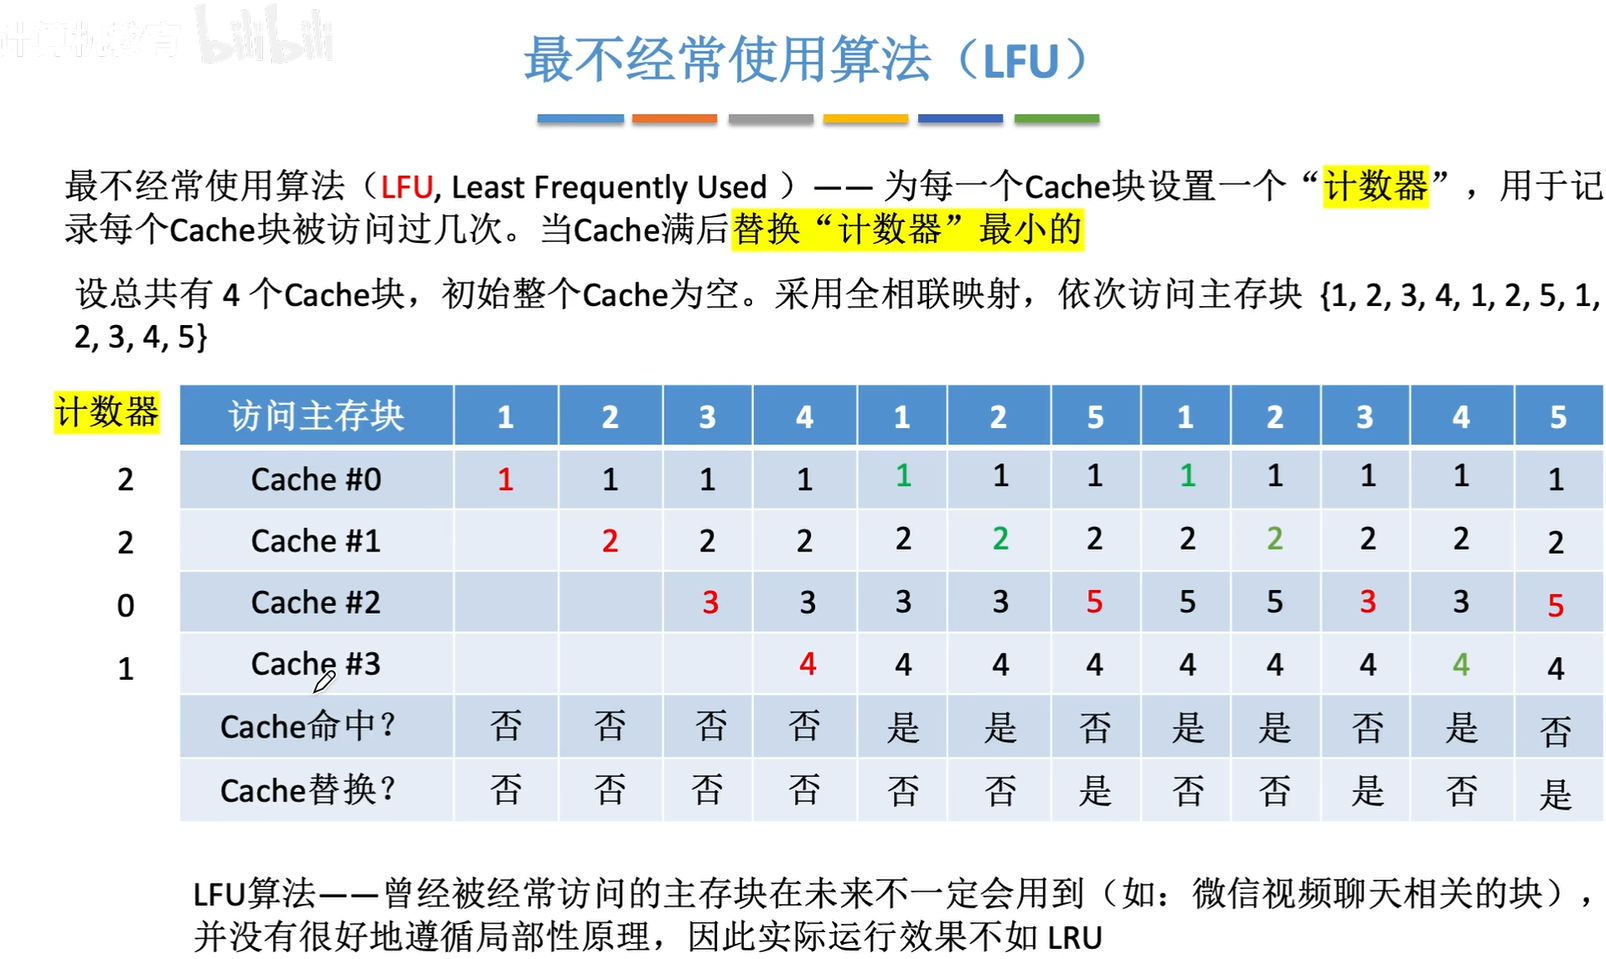 计算机教育 bilibili
最不经常使用算法（LFU）
最不经常使用算法（LFU, Least Frequently Used ）—— 为每一个Cache块设置一个“计数器”，用于记
录每个Cache块被访问过几次。当Cache满后替换“计数器”最小的
设总共有 4 个Cache块，初始整个Cache为空。采用全相联映射，依次访问主存块 {1, 2, 3, 4, 1, 2, 5, 1,
2, 3, 4, 5}
计数器 访问主存块 1 2 3 4 1 2 5 1 2 3 4 5
2 Cache #0 1 1 1 1 1 1 1 1 1 1 1 1
2 Cache #1 2 2 2 2 2 2 2 2 2 2 2
0 Cache #2 3 3 3 3 5 5 5 3 3 5
1 Cache #3 4 4 4 4 4 4 4 4 4
Cache命中？ 否 否 否 否 是 是 否 是 是 否 是 否
Cache替换？ 否 否 否 否 否 否 是 否 否 是 否 是
LFU算法——曾经被经常访问的主存块在未来不一定会用到（如：微信视频聊天相关的块），
并没有很好地遵循局部性原理，因此实际运行效果不如 LRU